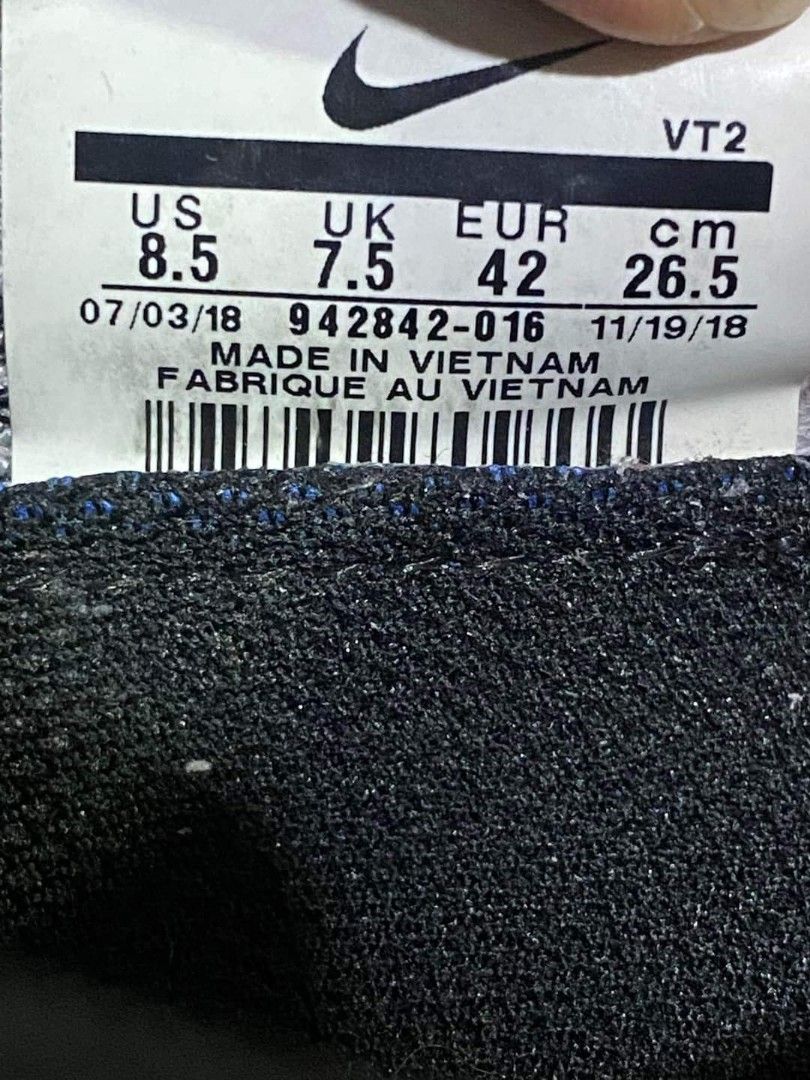 VT2
US UK EUR cm
8.5 7.5 42 26.5
07/03/18 942842-016 11/19/18
MADE IN VIETNAM
FABRIQUE AU VIETNAM